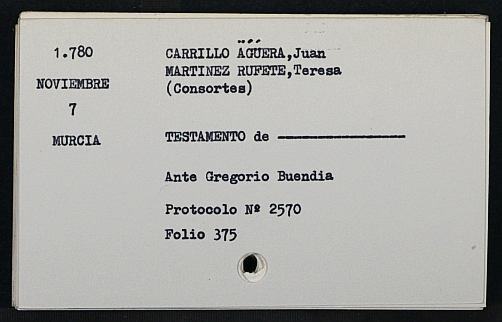 1.780
NOVIEMBRE
7
MURCIA
CARRILLO AGÜERA,Juan
MARTINEZ RUFETE,Teresa
(Consortes)
TESTAMENTO de ————————
Ante Gregorio Buendia
Protocolo Nº 2570
Folio 375